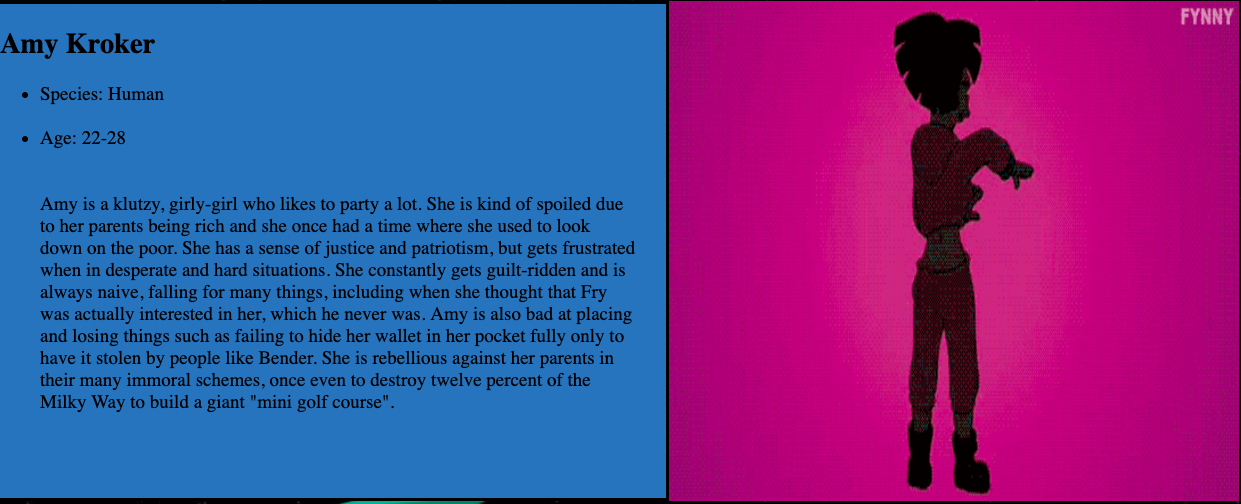 Amy Kroker
Species: Human
Age: 22-28
Amy is a klutzy, girly-girl who likes to party a lot. She is kind of spoiled due
to her parents being rich and she once had a time where she used to look
down on the poor. She has a sense of justice and patriotism, but gets frustrated
when in desperate and hard situations. She constantly gets guilt-ridden and is
always naive, falling for many things, including when she thought that Fry
was actually interested in her, which he never was. Amy is also bad at placing
and losing things such as failing to hide her wallet in her pocket fully only to
have it stolen by people like Bender. She is rebellious against her parents in
their many immoral schemes, once even to destroy twelve percent of the
Milky Way to build a giant "mini golf course".
FYNNY